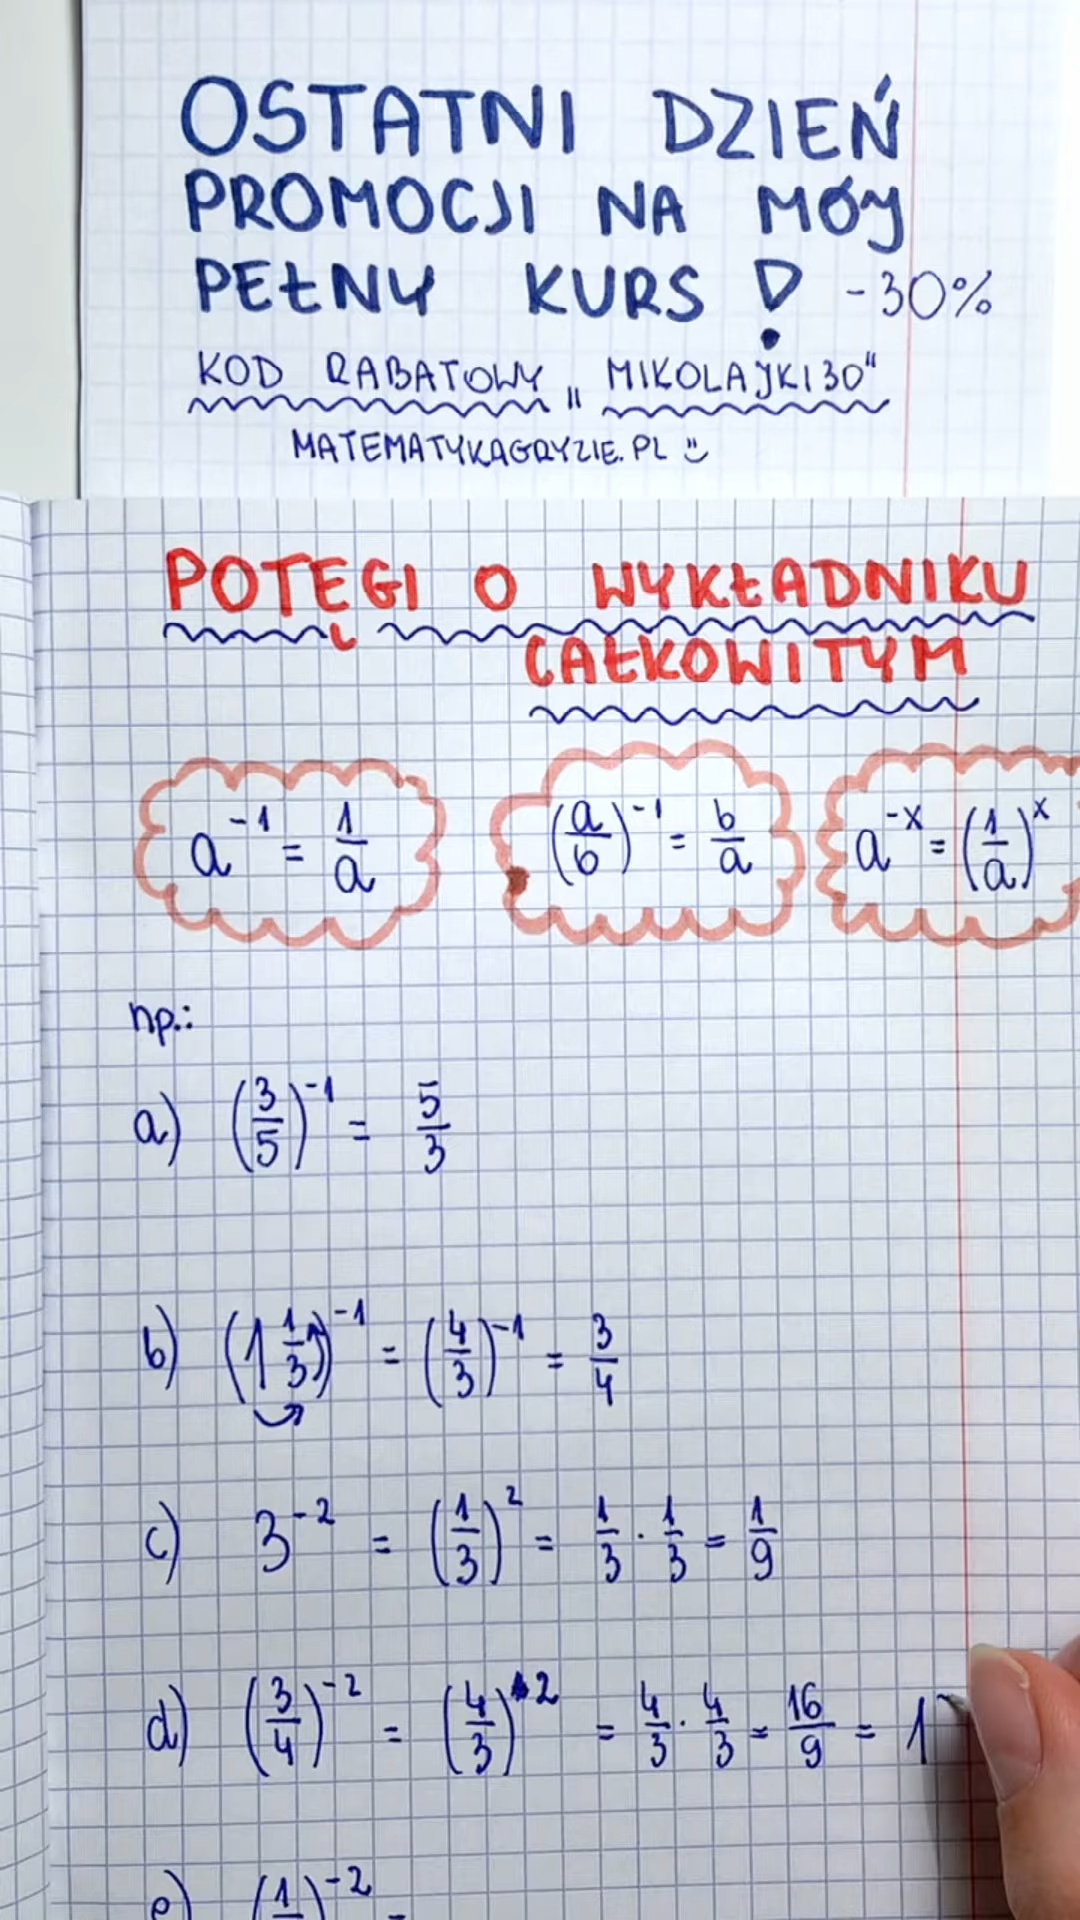 OSTATNI DZIEŃ
PROMOCJI NA MÓJ
PEŁNY KURS ! -30%
KOD RABATOWY „MIKOLAJKI30"
MATEMATYKAGRYZIE.PL
POTĘGI O WYKŁADNIKU
CAŁKOWITYM
a^-1 = 1/a (a/b)^-1 = b/a a^-x = (1/a)^x
np.:
a) (3/5)^-1 = 5/3
b) (1 1/3)^-1 = (4/3)^-1 = 3/4
c) 3^-2 = (1/3)^2 = 1/3 · 1/3 = 1/9
d) (3/4)^-2 = (4/3)^2 = 4/3 · 4/3 = 16/9 = 1
e) (1/ )^-2 =